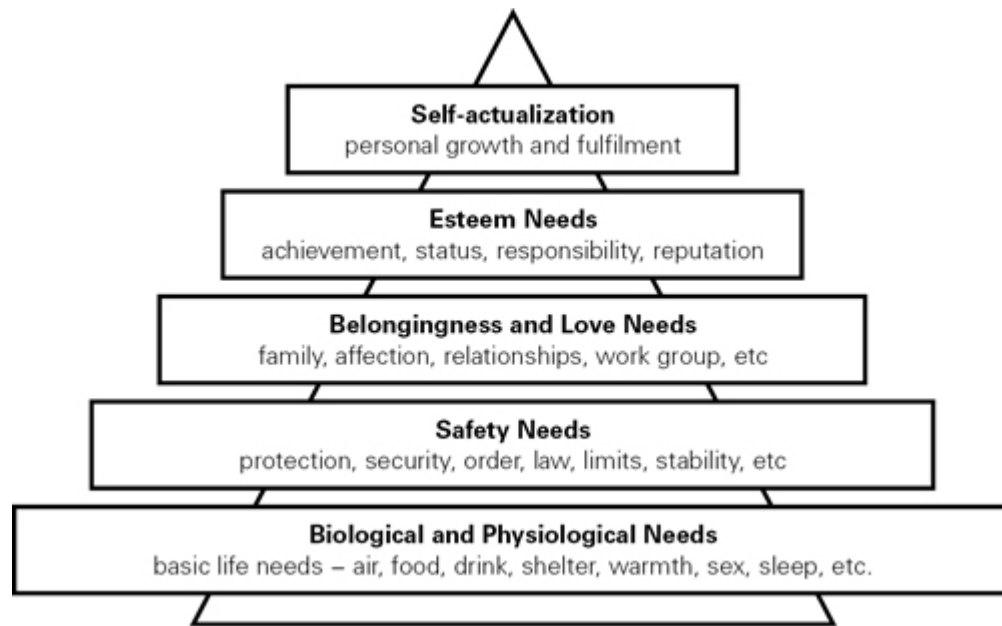 Self-actualization
personal growth and fulfilment
Esteem Needs
achievement, status, responsibility, reputation
Belongingness and Love Needs
family, affection, relationships, work group, etc
Safety Needs
protection, security, order, law, limits, stability, etc
Biological and Physiological Needs
basic life needs – air, food, drink, shelter, warmth, sex, sleep, etc.